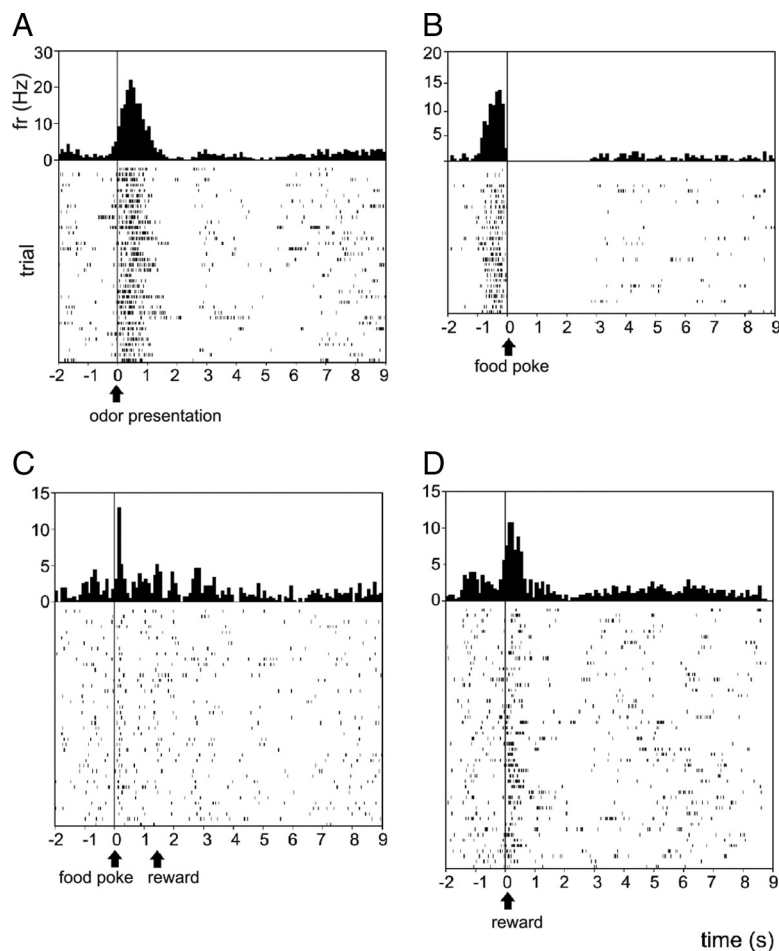 A
B
fr (Hz)
30
20
10
0
20
15
10
5
trial
-2 -1 0 1 2 3 4 5 6 7 8 9
odor presentation
-2 -1 0 1 2 3 4 5 6 7 8 9
food poke
C
D
15
10
5
0
15
10
5
0
-2 -1 0 1 2 3 4 5 6 7 8 9
food poke reward
-2 -1 0 1 2 3 4 5 6 7 8 9
reward
time (s)